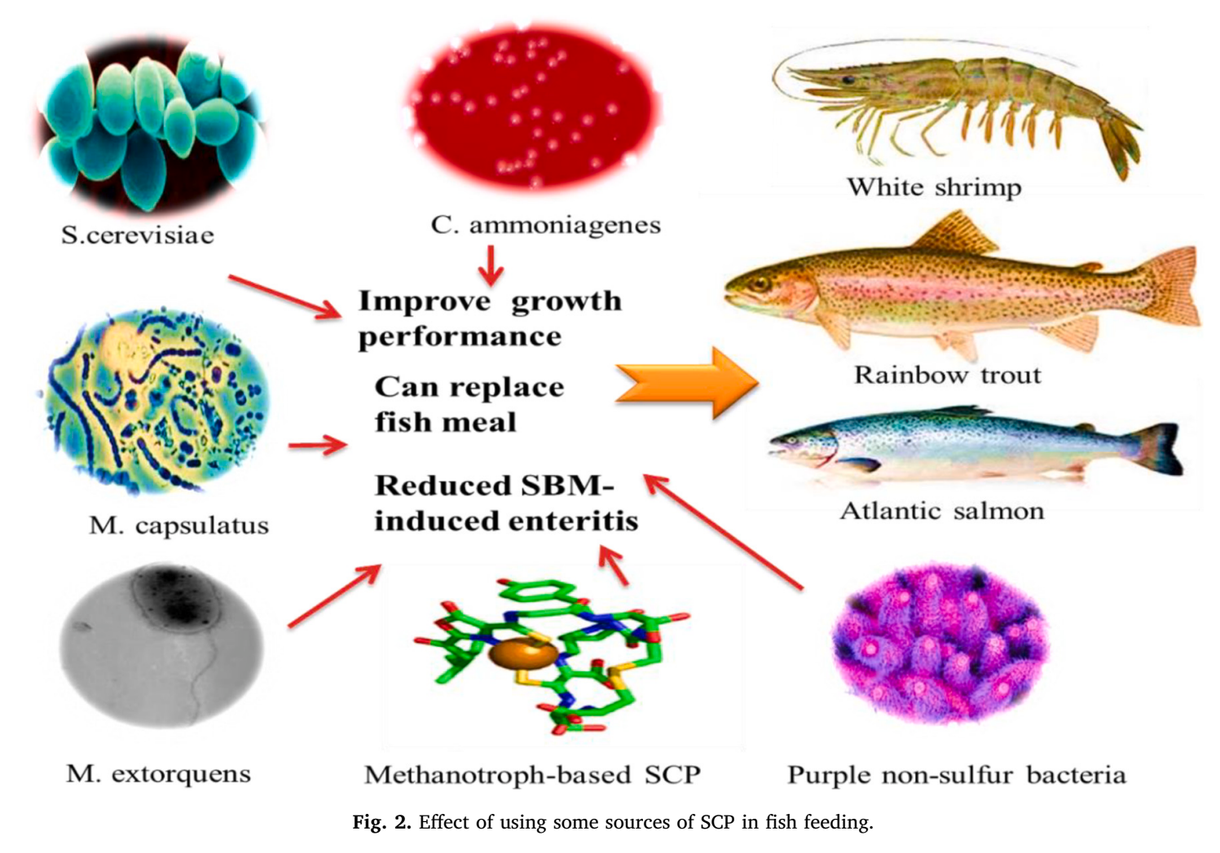 S.cerevisiae
C. ammoniagenes
White shrimp
Improve growth
performance
Can replace
fish meal
Rainbow trout
Reduced SBM-
induced enteritis
M. capsulatus
Atlantic salmon
M. extorquens
Methanotroph-based SCP
Purple non-sulfur bacteria
Fig. 2. Effect of using some sources of SCP in fish feeding.